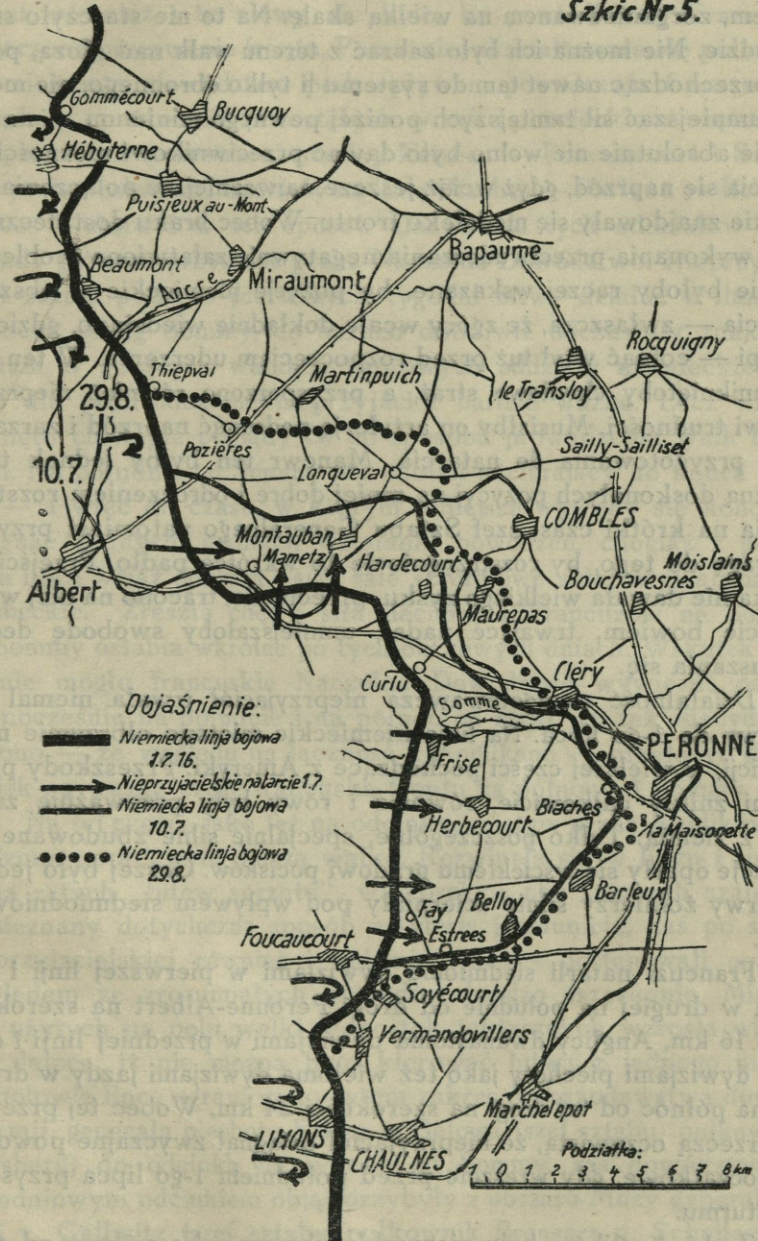 Szkic Nr 5.
Gommécourt
Bucquoy
Hébuterne
Puisjeux au-Mont
Bapaume
Beaumont
Ancre
Miraumont
Rocquigny
Thiepval
Martinpuich
le Transloy
29.8.
Pozières
Sailly-Saillisel
10.7.
Longueval
COMBLES
Montauban
Mametz
Hardecourt
Moislains
Albert
Bouchavesnes
Maurepas
Curlu
Cléry
Somme
Objaśnienie:
Niemiecka linja bojowa
1.7.16.
PERONNE
Frise
Nieprzyjacielskie natarcie 1.7.
Niemiecka linja bojowa
10.7.
Biaches
Herbécourt
la Maisonette
Niemiecka linja bojowa
29.8.
Barleux
Belloy
Fay
Estrees
Foucaucourt
Soyécourt
Vermandovillers
Marchelepot
LIHONS
CHAULNES
Podziałka:
1 0 1 2 3 4 5 6 7 8 km